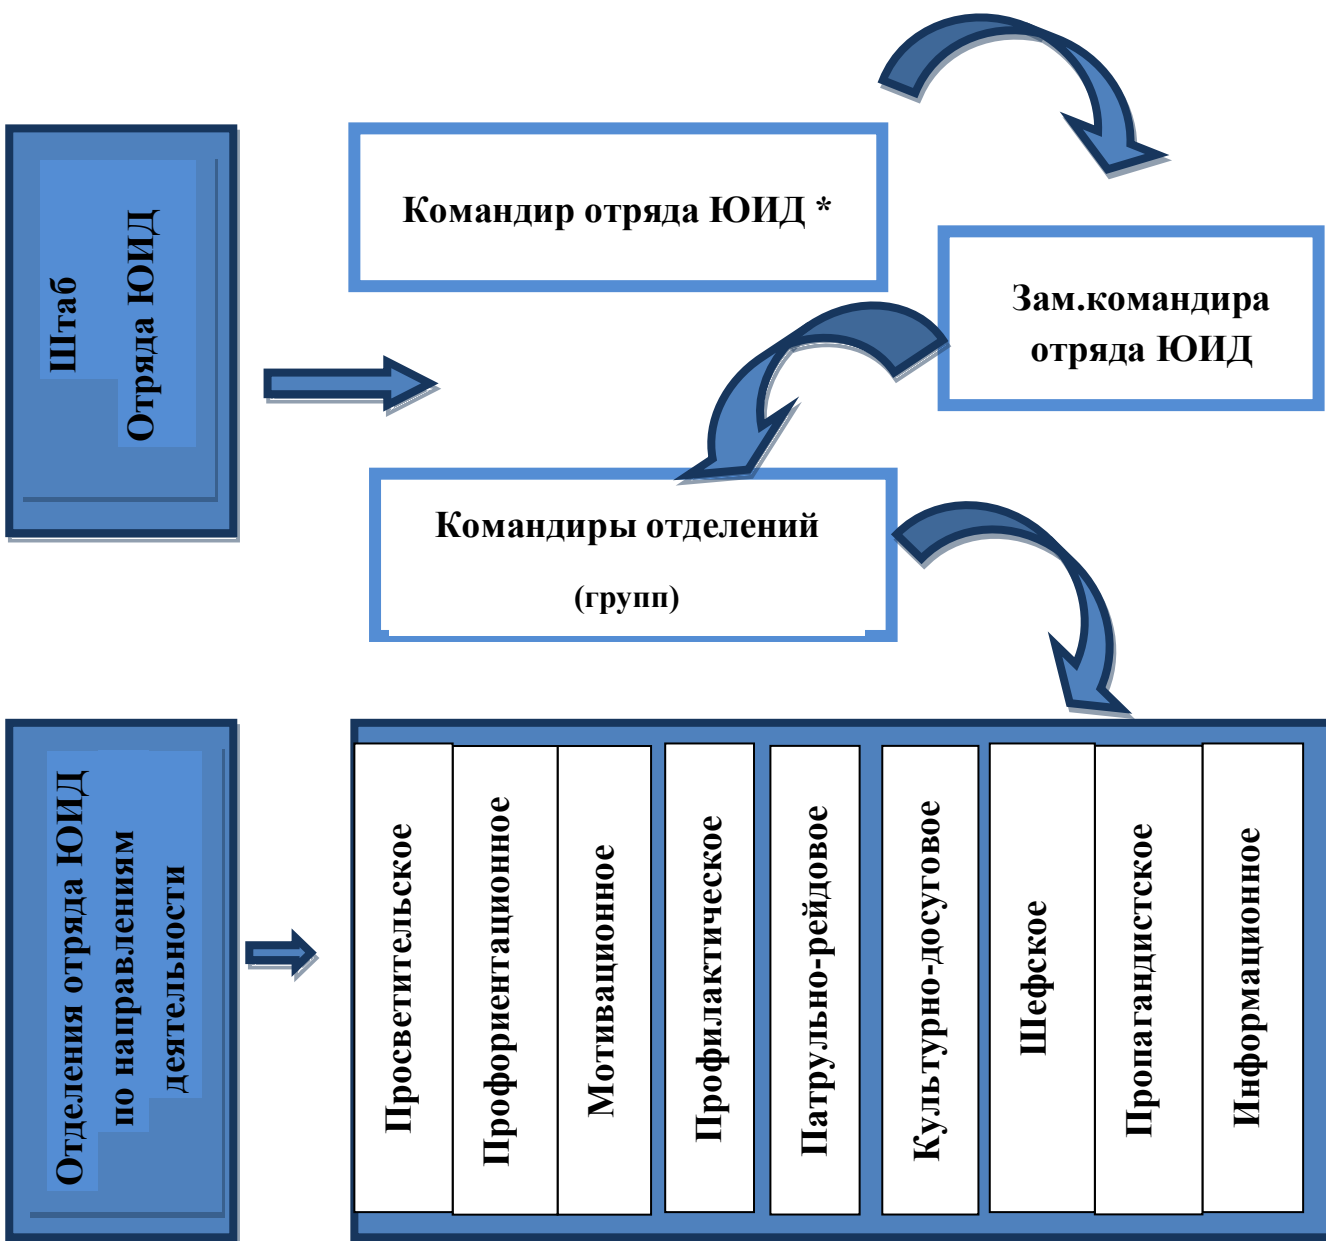 Штаб
Отряда ЮИД
Командир отряда ЮИД *
Зам.командира
отряда ЮИД
Командиры отделений
(групп)
Отделения отряда ЮИД
по направлениям
деятельности
Просветительское
Профориентационное
Мотивационное
Профилактическое
Патрульно-рейдовое
Культурно-досуговое
Шефское
Пропагандистское
Информационное